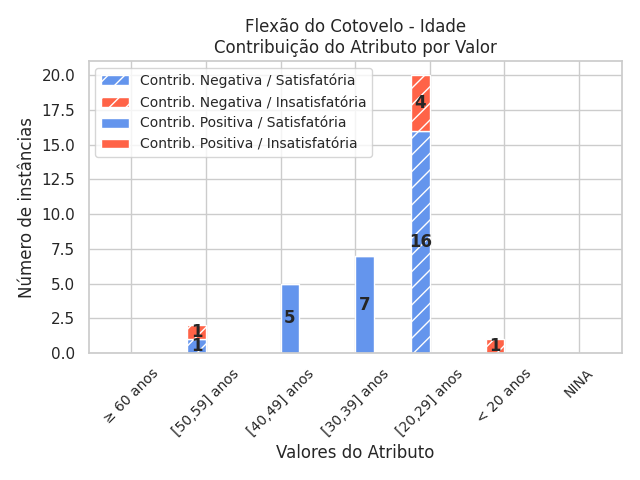 Flexão do Cotovelo - Idade
Contribuição do Atributo por Valor
Contrib. Negativa / Satisfatória
Contrib. Negativa / Insatisfatória
Contrib. Positiva / Satisfatória
Contrib. Positiva / Insatisfatória
Número de instâncias
20.0
17.5
15.0
12.5
10.0
7.5
5.0
2.5
0.0
1
1
5
7
4
16
1
≥ 60 anos
[50,59] anos
[40,49] anos
[30,39] anos
[20,29] anos
< 20 anos
NINA
Valores do Atributo